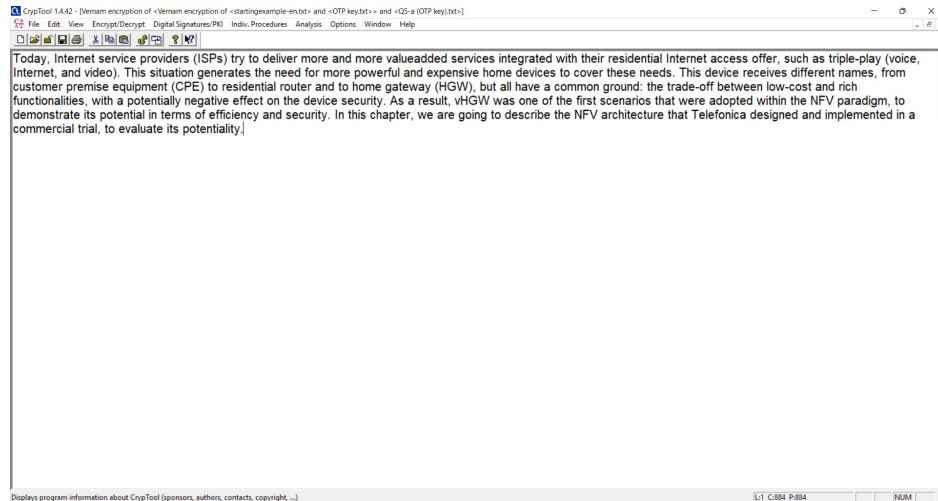 CrypTool 1.4.42 - [Vernam encryption of <Vernam encryption of <startingexample-en.txt> and <OTP key.txt>> and <Q5-a (OTP key).txt>]
File Edit View Encrypt/Decrypt Digital Signatures/PKI Indiv. Procedures Analysis Options Window Help
Today, Internet service providers (ISPs) try to deliver more and more valueadded services integrated with their residential Internet access offer, such as triple-play (voice,
Internet, and video). This situation generates the need for more powerful and expensive home devices to cover these needs. This device receives different names, from
customer premise equipment (CPE) to residential router and to home gateway (HGW), but all have a common ground: the trade-off between low-cost and rich
functionalities, with a potentially negative effect on the device security. As a result, vHGW was one of the first scenarios that were adopted within the NFV paradigm, to
demonstrate its potential in terms of efficiency and security. In this chapter, we are going to describe the NFV architecture that Telefonica designed and implemented in a
commercial trial, to evaluate its potentiality.
Displays program information about CrypTool (sponsors, authors, contacts, copyright, ...) L:1 C:884 P:884 NUM